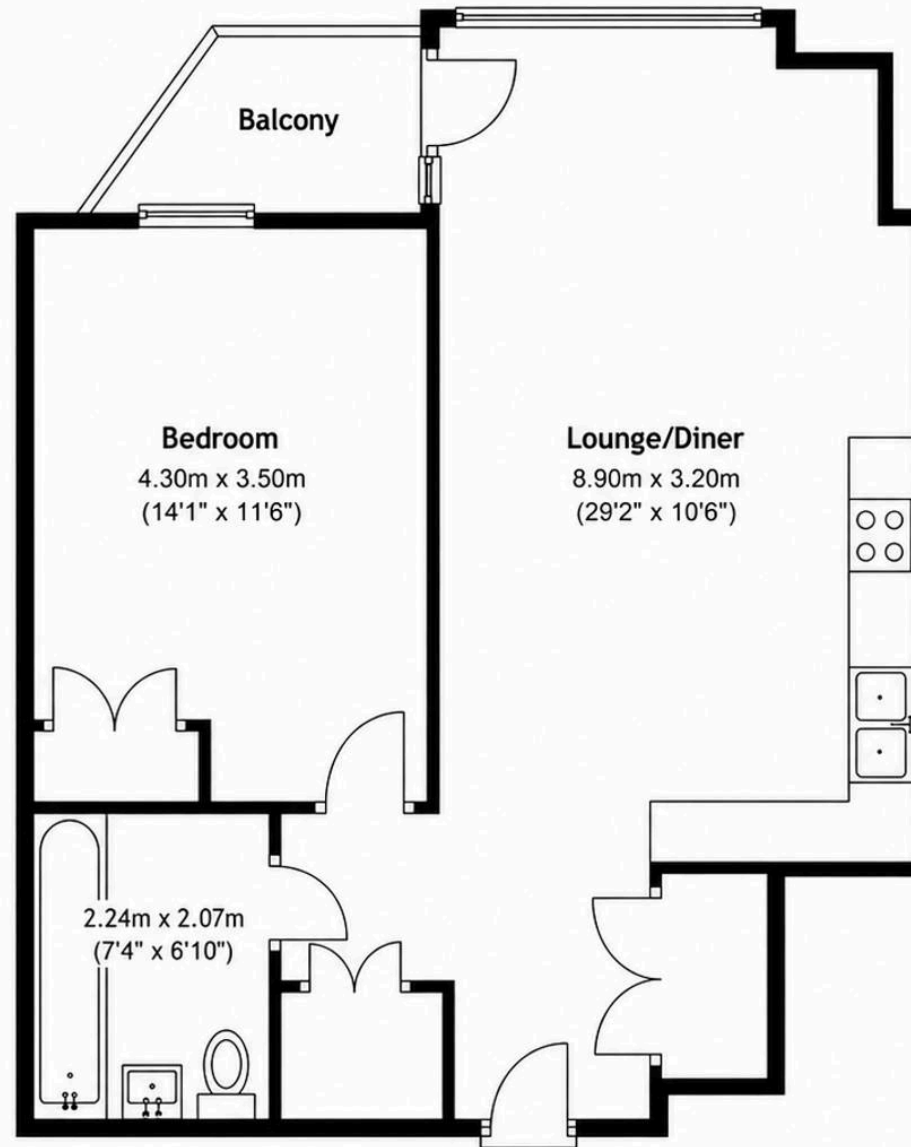 Balcony
Bedroom
4.30m x 3.50m
(14'1" x 11'6")
Lounge/Diner
8.90m x 3.20m
(29'2" x 10'6")
2.24m x 2.07m
(7'4" x 6'10")